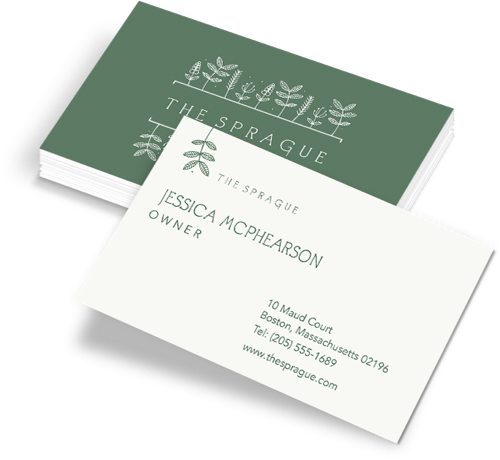 THE SPRAGUE
THE SPRAGUE
JESSICA MCPHEARSON
OWNER
10 Maud Court
Boston, Massachusetts 02196
Tel: (205) 555-1689
www.thesprague.com